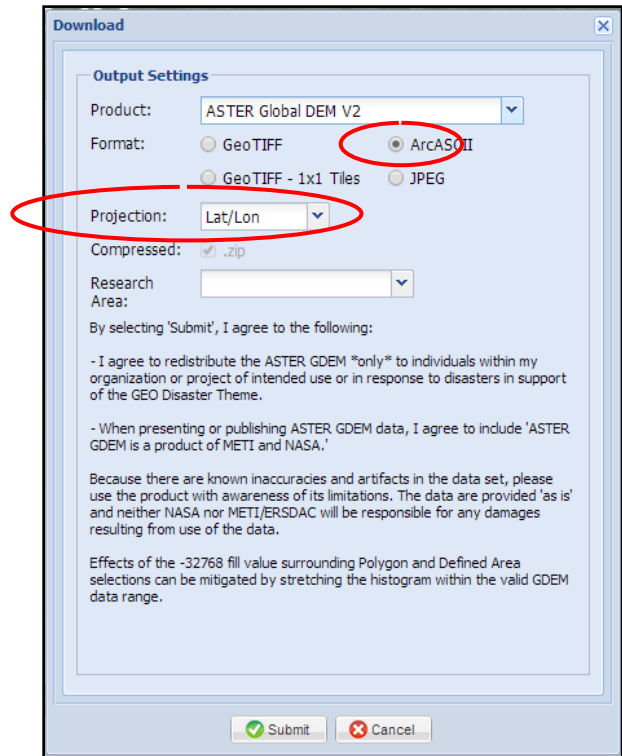 Download
Output Settings
Product: ASTER Global DEM V2
Format: GeoTIFF ArcASCII
GeoTIFF - 1x1 Tiles JPEG
Projection: Lat/Lon
Compressed: .zip
Research
Area:
By selecting 'Submit', I agree to the following:
- I agree to redistribute the ASTER GDEM *only* to individuals within my
organization or project of intended use or in response to disasters in support
of the GEO Disaster Theme.
- When presenting or publishing ASTER GDEM data, I agree to include 'ASTER
GDEM is a product of METI and NASA.'
Because there are known inaccuracies and artifacts in the data set, please
use the product with awareness of its limitations. The data are provided 'as is'
and neither NASA nor METI/ERSDAC will be responsible for any damages
resulting from use of the data.
Effects of the -32768 fill value surrounding Polygon and Defined Area
selections can be mitigated by stretching the histogram within the valid GDEM
data range.
Submit Cancel